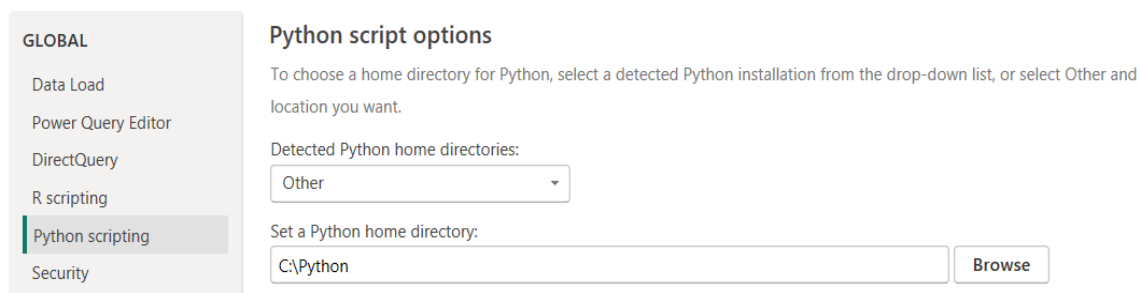 GLOBAL
Data Load
Power Query Editor
DirectQuery
R scripting
Python scripting
Security
Python script options
To choose a home directory for Python, select a detected Python installation from the drop-down list, or select Other and
location you want.
Detected Python home directories:
Other
Set a Python home directory:
C:\Python
Browse